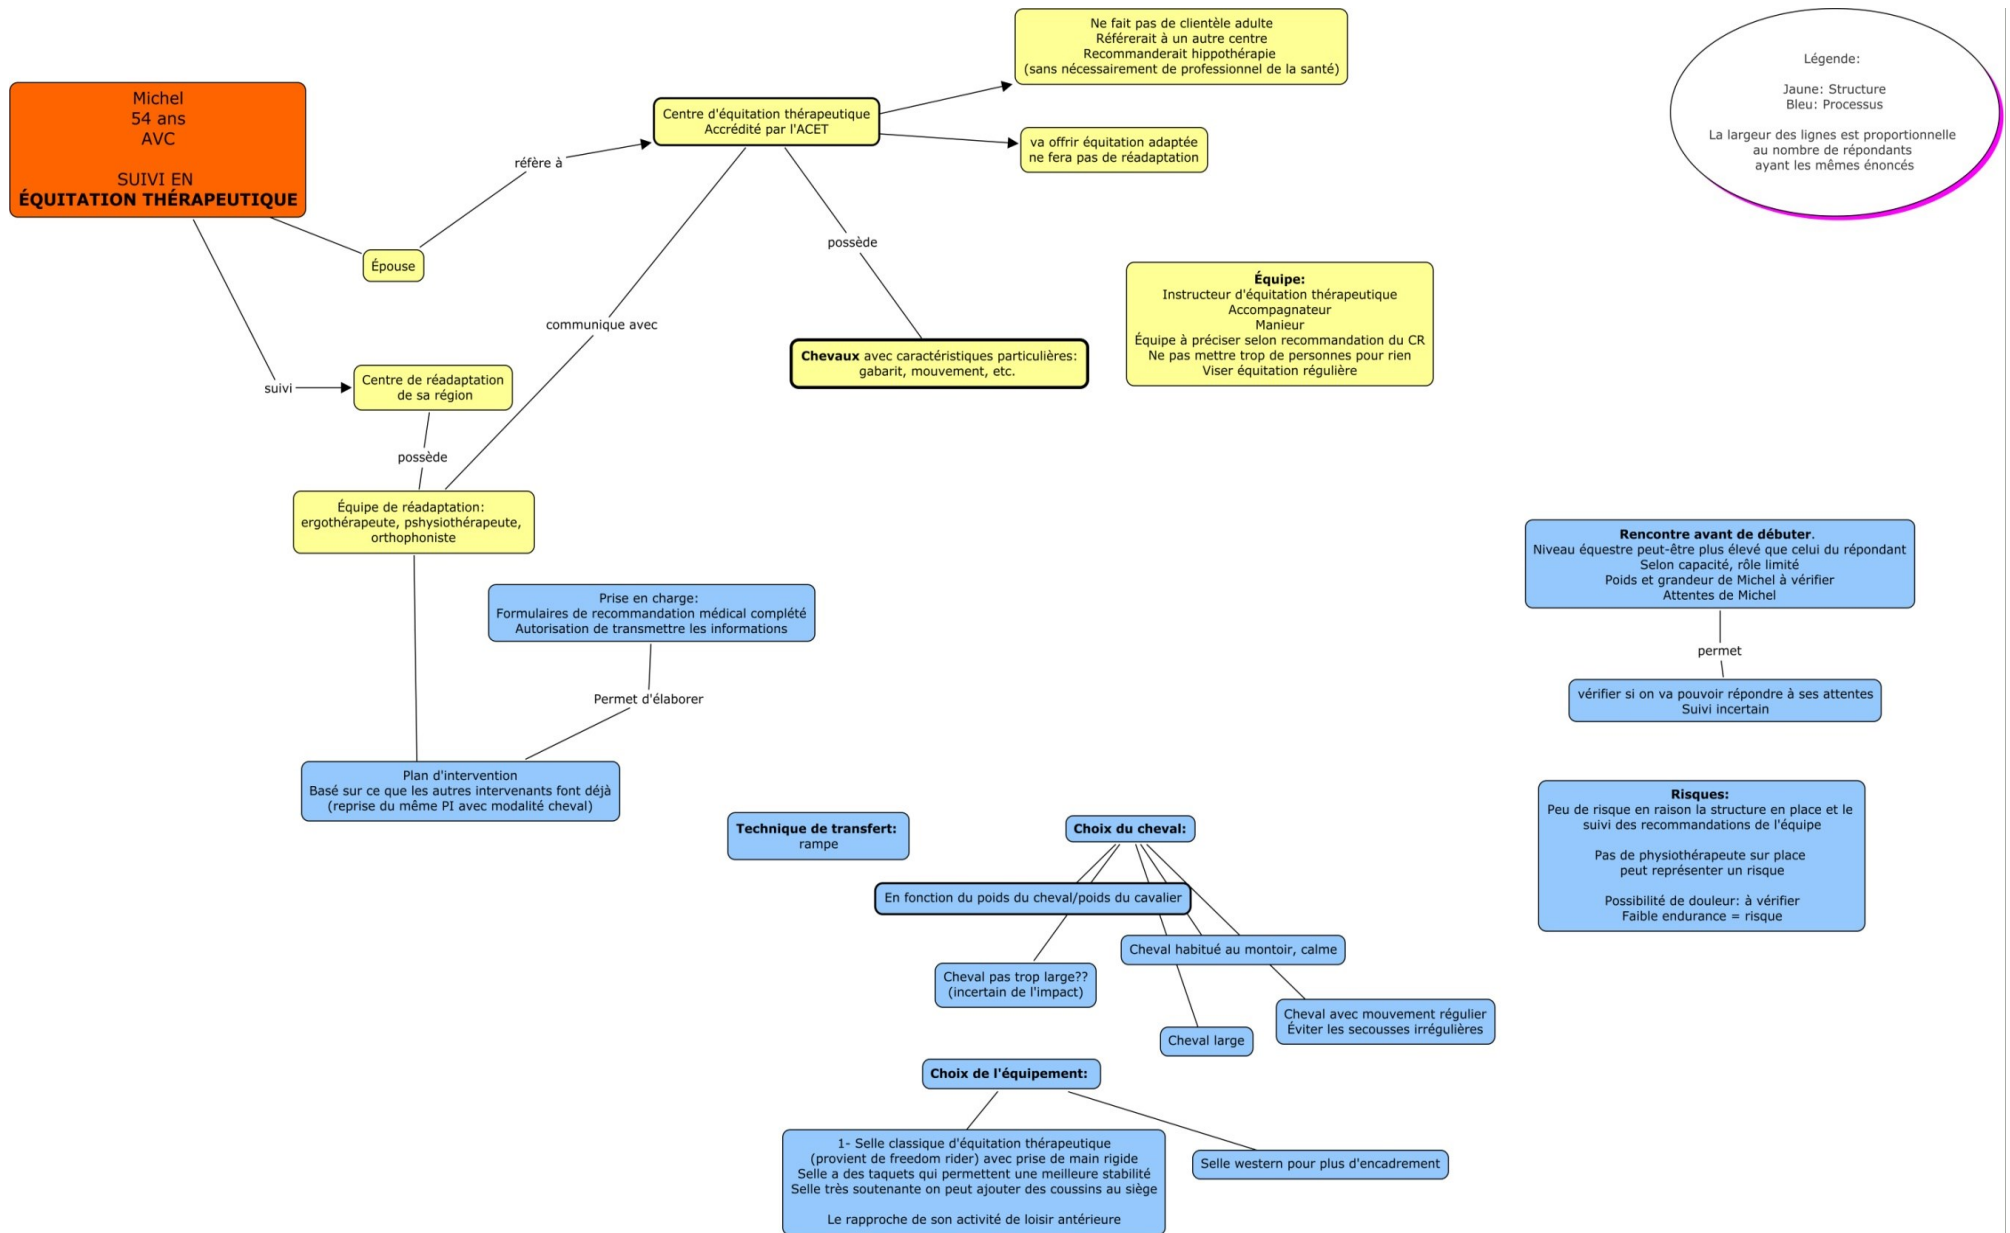 Michel
54 ans
AVC
SUIVI EN
ÉQUITATION THÉRAPEUTIQUE
Ne fait pas de clientèle adulte
Référerait à un autre centre
Recommanderait hippothérapie
(sans nécessairement de professionnel de la santé)
Légende:
Jaune: Structure
Bleu: Processus
La largeur des lignes est proportionnelle
au nombre de répondants
ayant les mêmes énoncés
Centre d'équitation thérapeutique
Accrédité par l'ACET
va offrir équitation adaptée
ne fera pas de réadaptation
réfère à
Épouse
possède
Équipe:
Instructeur d'équitation thérapeutique
Accompagnateur
Manieur
Équipe à préciser selon recommandation du CR
Ne pas mettre trop de personnes pour rien
Viser équitation régulière
communique avec
Chevaux avec caractéristiques particulières:
gabarit, mouvement, etc.
suivi
Centre de réadaptation
de sa région
possède
Équipe de réadaptation:
ergothérapeute, pshysiothérapeute,
orthophoniste
Prise en charge:
Formulaires de recommandation médical complété
Autorisation de transmettre les informations
Permet d'élaborer
Plan d'intervention
Basé sur ce que les autres intervenants font déjà
(reprise du même PI avec modalité cheval)
Rencontre avant de débuter.
Niveau équestre peut-être plus élevé que celui du répondant
Selon capacité, rôle limité
Poids et grandeur de Michel à vérifier
Attentes de Michel
permet
vérifier si on va pouvoir répondre à ses attentes
Suivi incertain
Risques:
Peu de risque en raison la structure en place et le
suivi des recommandations de l'équipe
Pas de physiothérapeute sur place
peut représenter un risque
Possibilité de douleur: à vérifier
Faible endurance = risque
Technique de transfert:
rampe
Choix du cheval:
En fonction du poids du cheval/poids du cavalier
Cheval habitué au montoir, calme
Cheval pas trop large??
(incertain de l'impact)
Cheval avec mouvement régulier
Éviter les secousses irrégulières
Cheval large
Choix de l'équipement:
1- Selle classique d'équitation thérapeutique
(provient de freedom rider) avec prise de main rigide
Selle a des taquets qui permettent une meilleure stabilité
Selle très soutenante on peut ajouter des coussins au siège
Le rapproche de son activité de loisir antérieure
Selle western pour plus d'encadrement